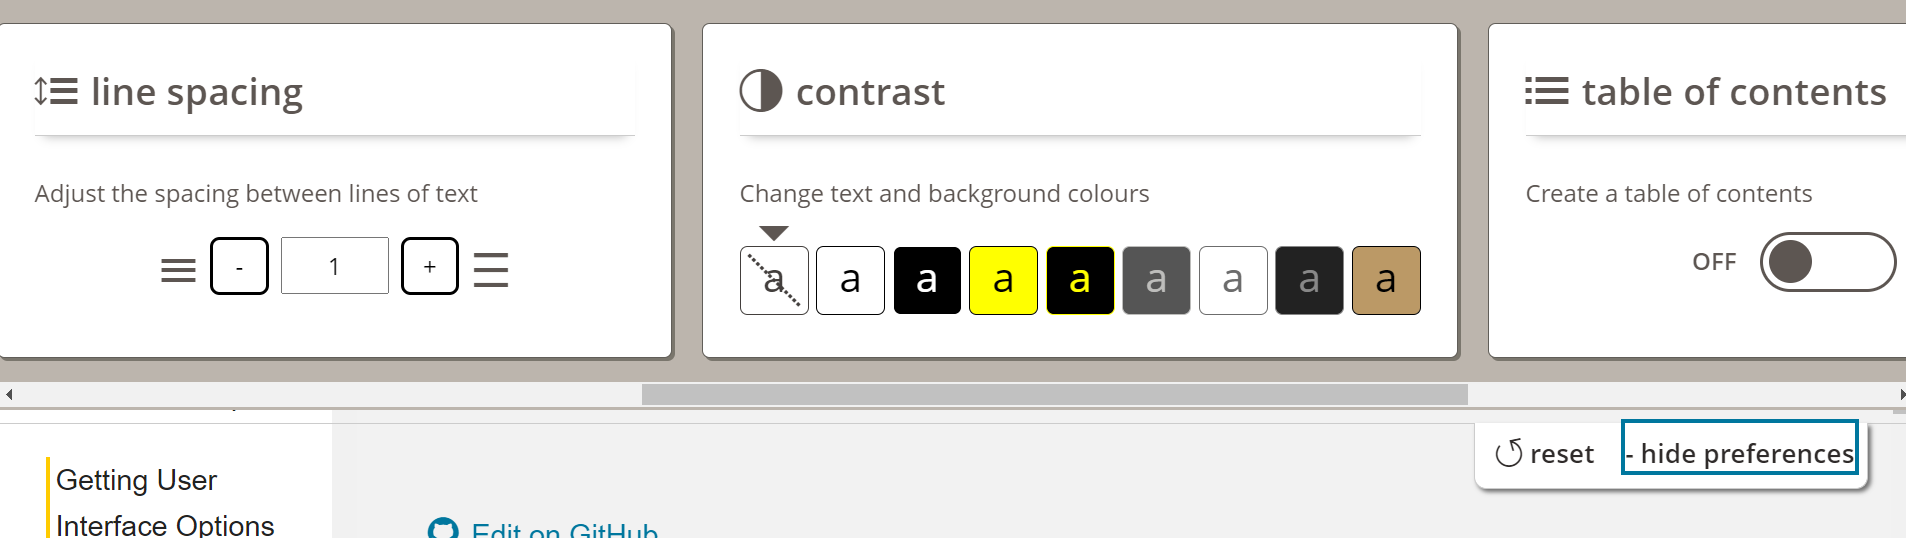 line spacing
Adjust the spacing between lines of text
- 1 +
contrast
Change text and background colours
a a a a a a a a a
table of contents
Create a table of contents
OFF
reset
- hide preferences
Getting User
Interface Options
Edit on GitHub